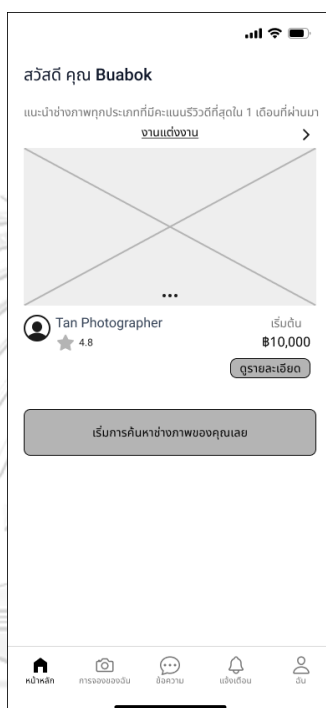 สวัสดี คุณ Buabok
แนะนำช่างภาพทุกประเภทที่มีคะแนนรีวิวดีที่สุดใน 1 เดือนที่ผ่านมา
งานแต่งงาน
Tan Photographer
เริ่มต้น
4.8
฿10,000
ดูรายละเอียด
เริ่มการค้นหาช่างภาพของคุณเลย
หน้าหลัก การจองของฉัน ข้อความ แจ้งเตือน ฉัน